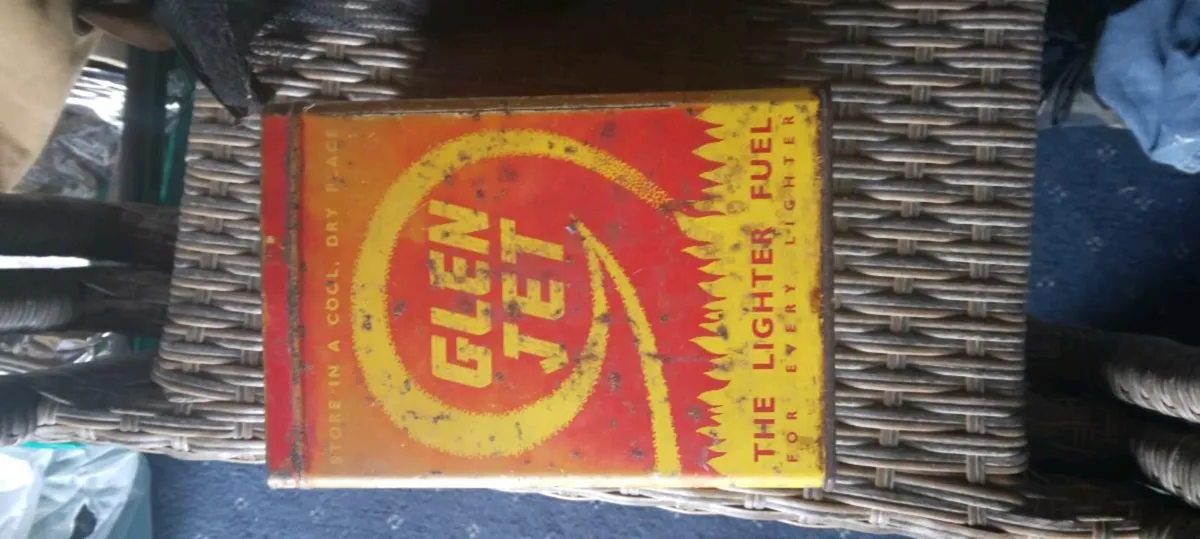 STORE IN A COOL, DRY PLACE
GLEN
JET
THE LIGHTER FUEL
FOR EVERY LIGHTER